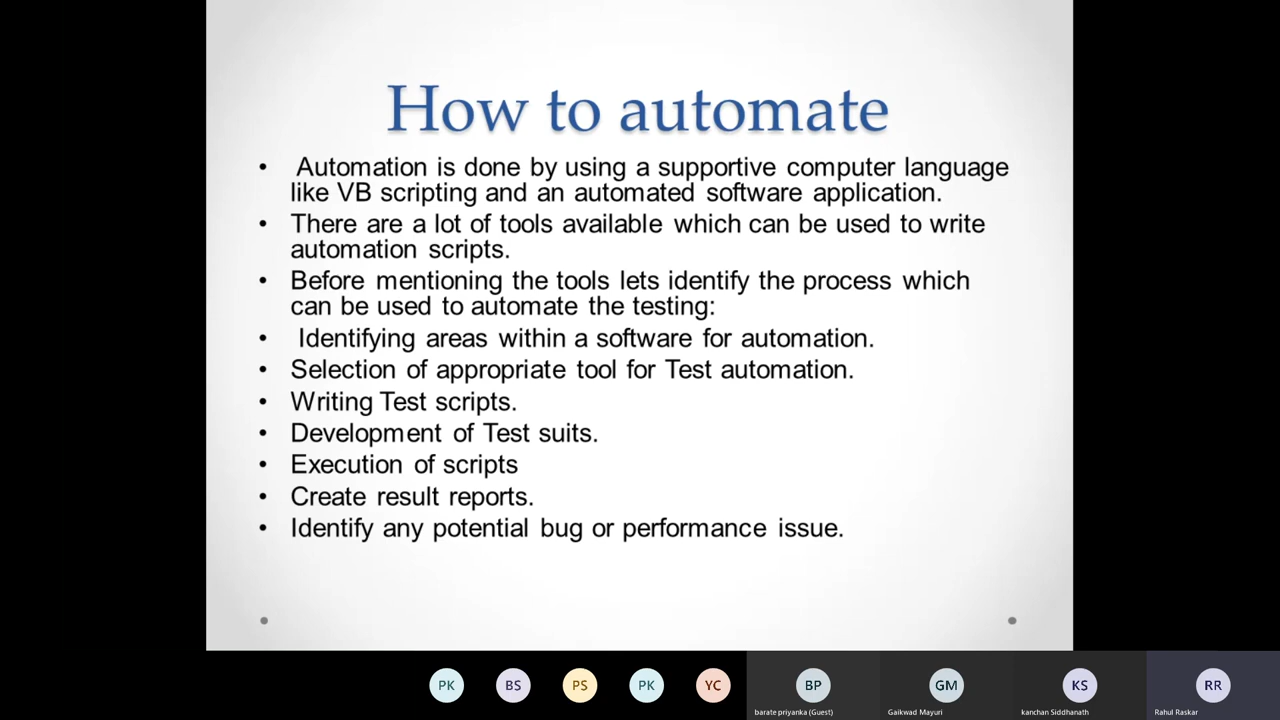 How to automate
• Automation is done by using a supportive computer language
like VB scripting and an automated software application.
• There are a lot of tools available which can be used to write
automation scripts.
• Before mentioning the tools lets identify the process which
can be used to automate the testing:
• Identifying areas within a software for automation.
• Selection of appropriate tool for Test automation.
• Writing Test scripts.
• Development of Test suits.
• Execution of scripts
• Create result reports.
• Identify any potential bug or performance issue.
PK BS PS PK YC BP GM KS RR
barate priyanka (Guest) Gaikwad Mayuri kanchan Siddhanath Rahul Raskar